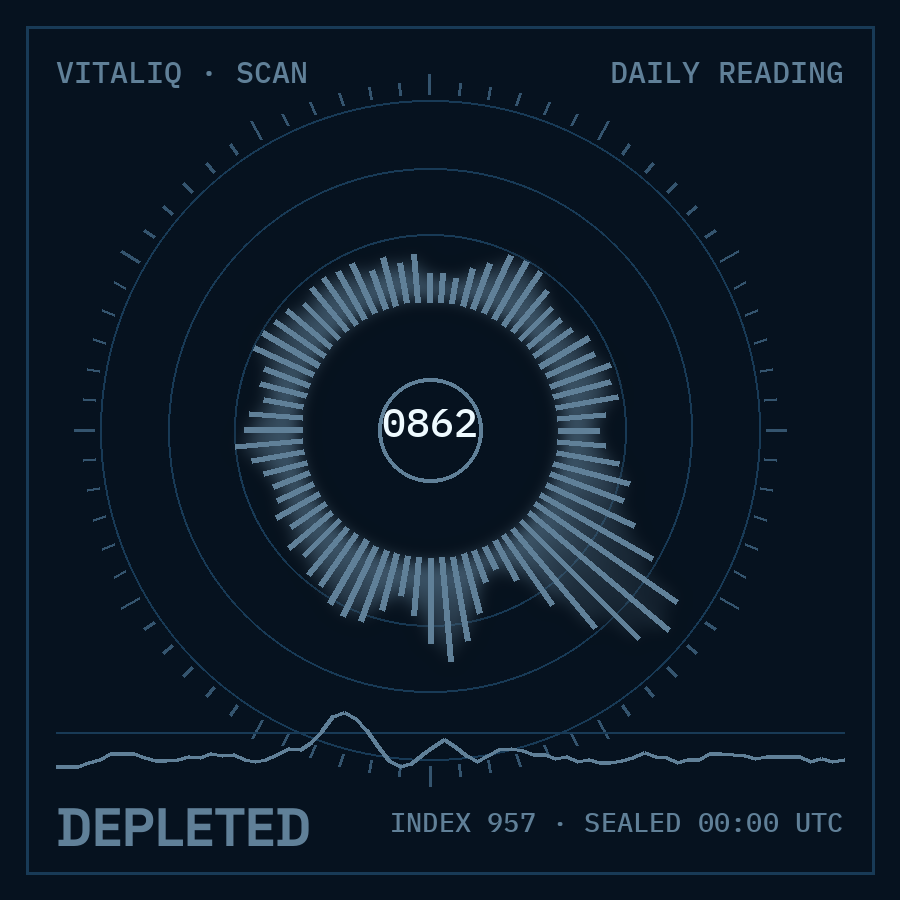 VITALIQ · SCAN
DAILY READING
0862
DEPLETED
INDEX 957 · SEALED 00:00 UTC